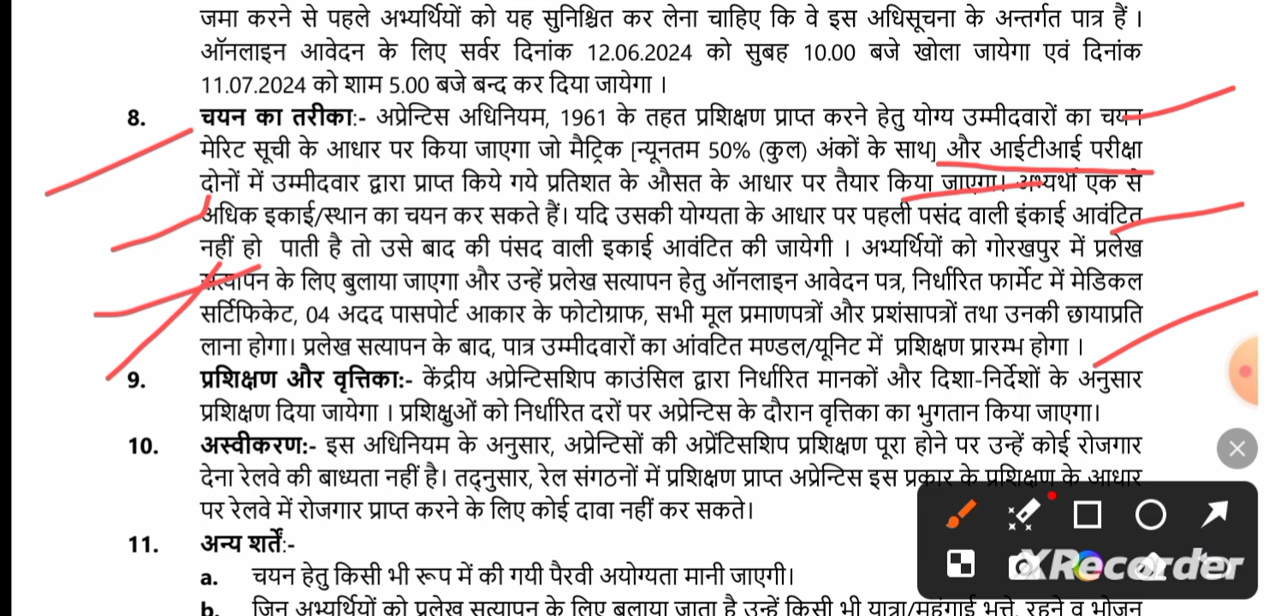 जमा करने से पहले अभ्यर्थियों को यह सुनिश्चित कर लेना चाहिए कि वे इस अधिसूचना के अन्तर्गत पात्र हैं ।
ऑनलाइन आवेदन के लिए सर्वर दिनांक 12.06.2024 को सुबह 10.00 बजे खोला जायेगा एवं दिनांक
11.07.2024 को शाम 5.00 बजे बन्द कर दिया जायेगा ।
8. चयन का तरीका:- अप्रेन्टिस अधिनियम, 1961 के तहत प्रशिक्षण प्राप्त करने हेतु योग्य उम्मीदवारों का चयन
मेरिट सूची के आधार पर किया जाएगा जो मैट्रिक [न्यूनतम 50% (कुल) अंकों के साथ] और आईटीआई परीक्षा
दोनों में उम्मीदवार द्वारा प्राप्त किये गये प्रतिशत के औसत के आधार पर तैयार किया जाएगा। अभ्यर्थी एक से
अधिक इकाई/स्थान का चयन कर सकते हैं। यदि उसकी योग्यता के आधार पर पहली पसंद वाली इंकाई आवंटित
नहीं हो पाती है तो उसे बाद की पंसद वाली इकाई आवंटित की जायेगी । अभ्यर्थियों को गोरखपुर में प्रलेख
सत्यापन के लिए बुलाया जाएगा और उन्हें प्रलेख सत्यापन हेतु ऑनलाइन आवेदन पत्र, निर्धारित फार्मेट में मेडिकल
सर्टिफिकेट, 04 अदद पासपोर्ट आकार के फोटोग्राफ, सभी मूल प्रमाणपत्रों और प्रशंसापत्रों तथा उनकी छायाप्रति
लाना होगा। प्रलेख सत्यापन के बाद, पात्र उम्मीदवारों का आंवटित मण्डल/यूनिट में प्रशिक्षण प्रारम्भ होगा ।
9. प्रशिक्षण और वृत्तिका:- केंद्रीय अप्रेन्टिसशिप काउंसिल द्वारा निर्धारित मानकों और दिशा-निर्देशों के अनुसार
प्रशिक्षण दिया जायेगा । प्रशिक्षुओं को निर्धारित दरों पर अप्रेन्टिस के दौरान वृत्तिका का भुगतान किया जाएगा।
10. अस्वीकरण:- इस अधिनियम के अनुसार, अप्रेन्टिसों की अप्रेंटिसशिप प्रशिक्षण पूरा होने पर उन्हें कोई रोजगार
देना रेलवे की बाध्यता नहीं है। तद्नुसार, रेल संगठनों में प्रशिक्षण प्राप्त अप्रेन्टिस इस प्रकार के प्रशिक्षण के आधार
पर रेलवे में रोजगार प्राप्त करने के लिए कोई दावा नहीं कर सकते।
11. अन्य शर्तें:-
a. चयन हेतु किसी भी रूप में की गयी पैरवी अयोग्यता मानी जाएगी।
b. जिन अभ्यर्थियों को प्रलेख सत्यापन के लिए बुलाया जाता है उन्हें किसी भी यात्रा/महंगाई भत्ते, रहने व भोजन
XRecorder